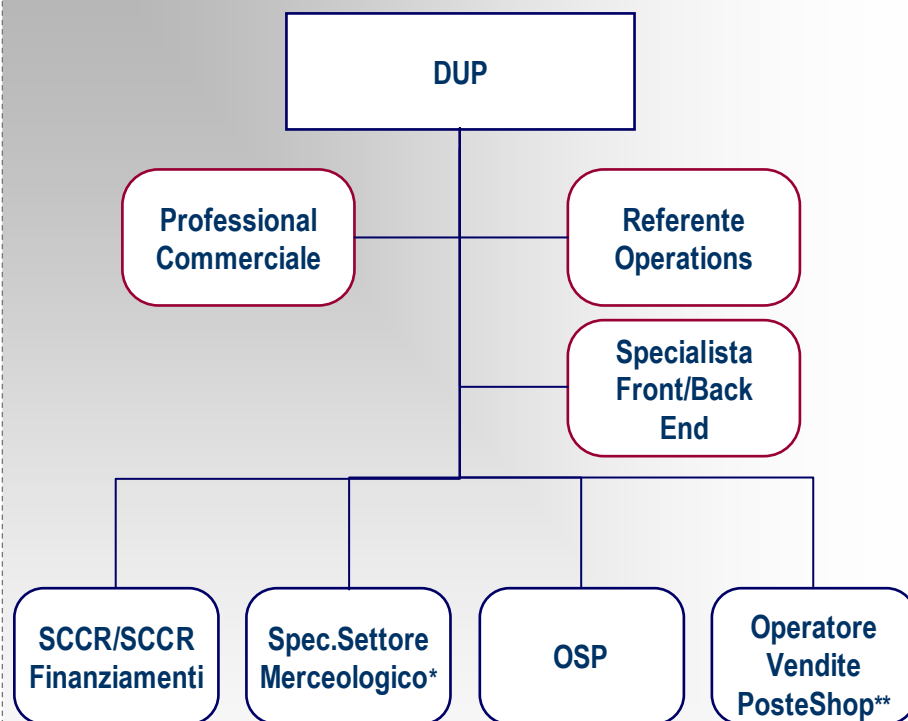 DUP
Professional
Commerciale
Referente
Operations
Specialista
Front/Back
End
SCCR/SCCR
Finanziamenti
Spec.Settore
Merceologico*
OSP
Operatore
Vendite
PosteShop**